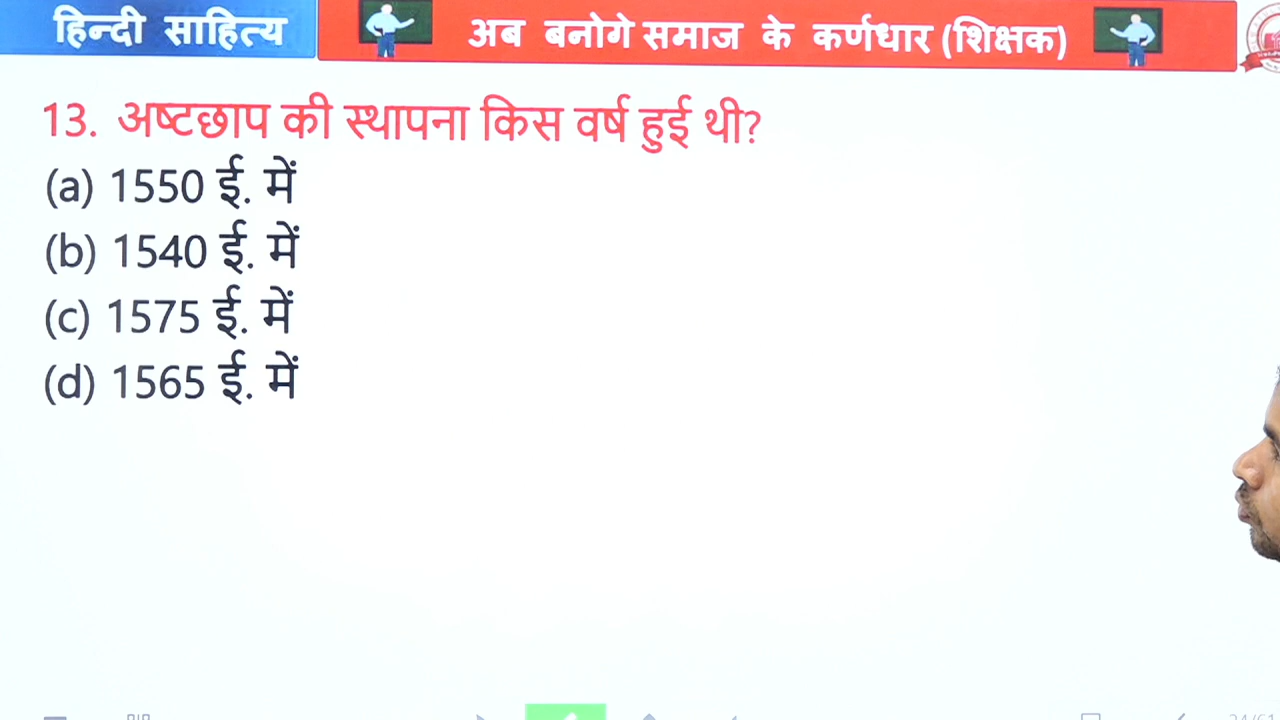 हिन्दी साहित्य
अब बनोगे समाज के कर्णधार (शिक्षक)
13. अष्टछाप की स्थापना किस वर्ष हुई थी?
(a) 1550 ई. में
(b) 1540 ई. में
(c) 1575 ई. में
(d) 1565 ई. में